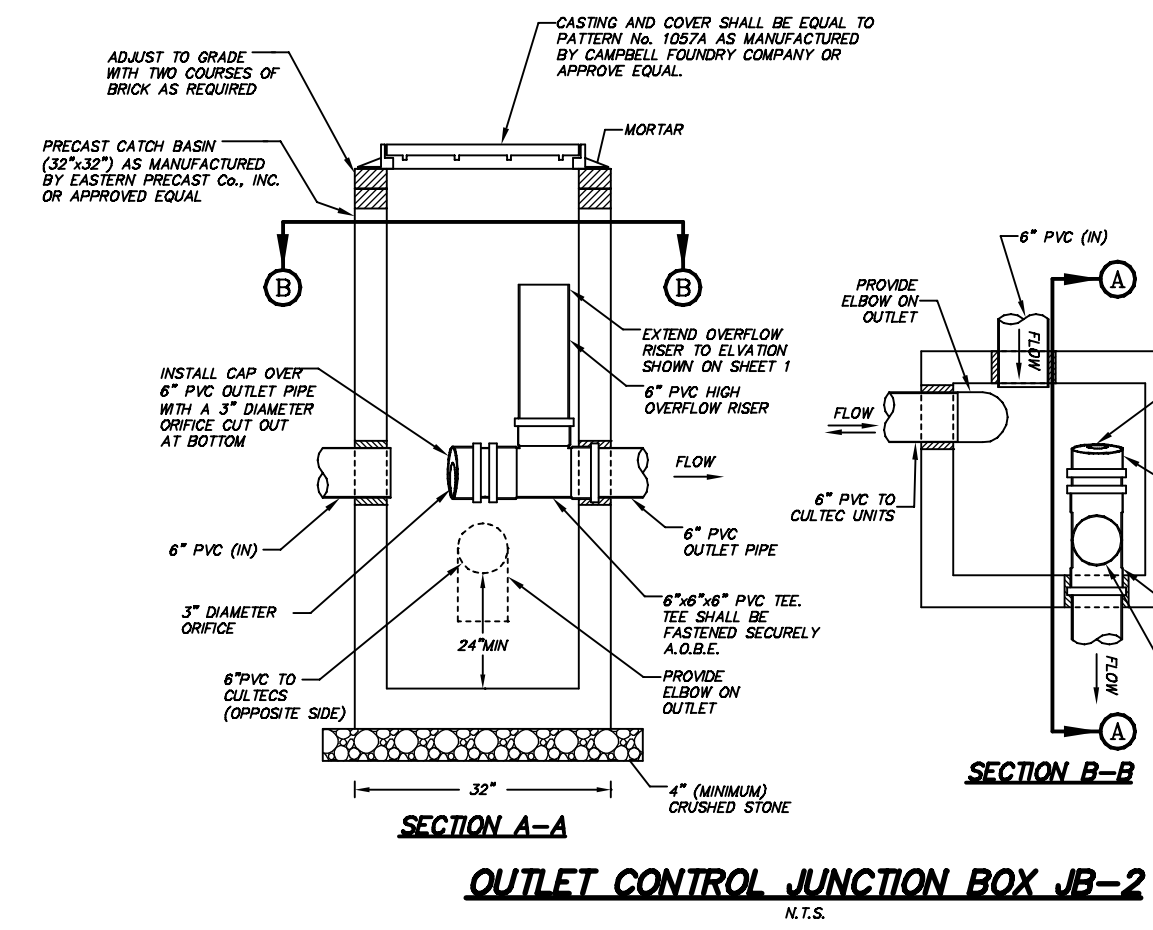 CASTING AND COVER SHALL BE EQUAL TO
PATTERN No. 1057A AS MANUFACTURED
BY CAMPBELL FOUNDRY COMPANY OR
APPROVE EQUAL.
ADJUST TO GRADE
WITH TWO COURSES OF
BRICK AS REQUIRED
MORTAR
PRECAST CATCH BASIN
(32"x32") AS MANUFACTURED
BY EASTERN PRECAST Co., INC.
OR APPROVED EQUAL
B
B
EXTEND OVERFLOW
RISER TO ELVATION
SHOWN ON SHEET 1
INSTALL CAP OVER
6" PVC OUTLET PIPE
WITH A 3" DIAMETER
ORIFICE CUT OUT
AT BOTTOM
6" PVC HIGH
OVERFLOW RISER
FLOW
6" PVC (IN)
6" PVC
OUTLET PIPE
3" DIAMETER
ORIFICE
6"x6"x6" PVC TEE.
TEE SHALL BE
FASTENED SECURELY
A.O.B.E.
24"MIN
6"PVC TO
CULTECS
(OPPOSITE SIDE)
PROVIDE
ELBOW ON
OUTLET
32"
4" (MINIMUM)
CRUSHED STONE
SECTION A-A
6" PVC (IN)
A
PROVIDE
ELBOW ON
OUTLET
FLOW
FLOW
6" PVC TO
CULTEC UNITS
FLOW
A
SECTION B-B
OUTLET CONTROL JUNCTION BOX JB-2
N.T.S.